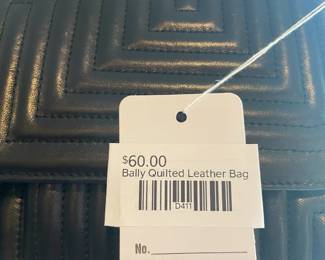 $60.00
Bally Quilted Leather Bag
D411
No.